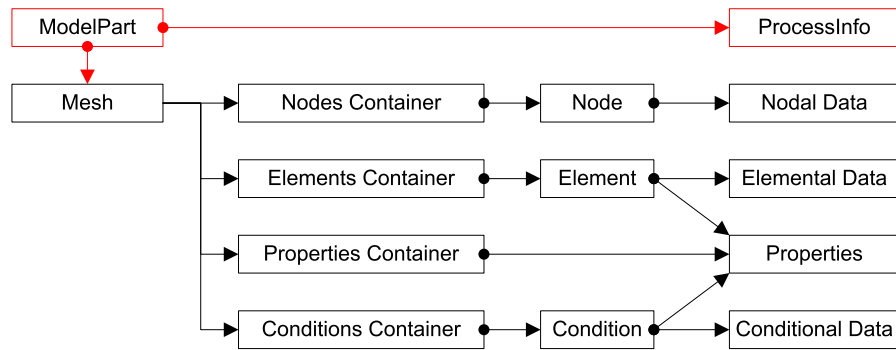 ModelPart
ProcessInfo
Mesh
Nodes Container
Node
Nodal Data
Elements Container
Element
Elemental Data
Properties Container
Properties
Conditions Container
Condition
Conditional Data